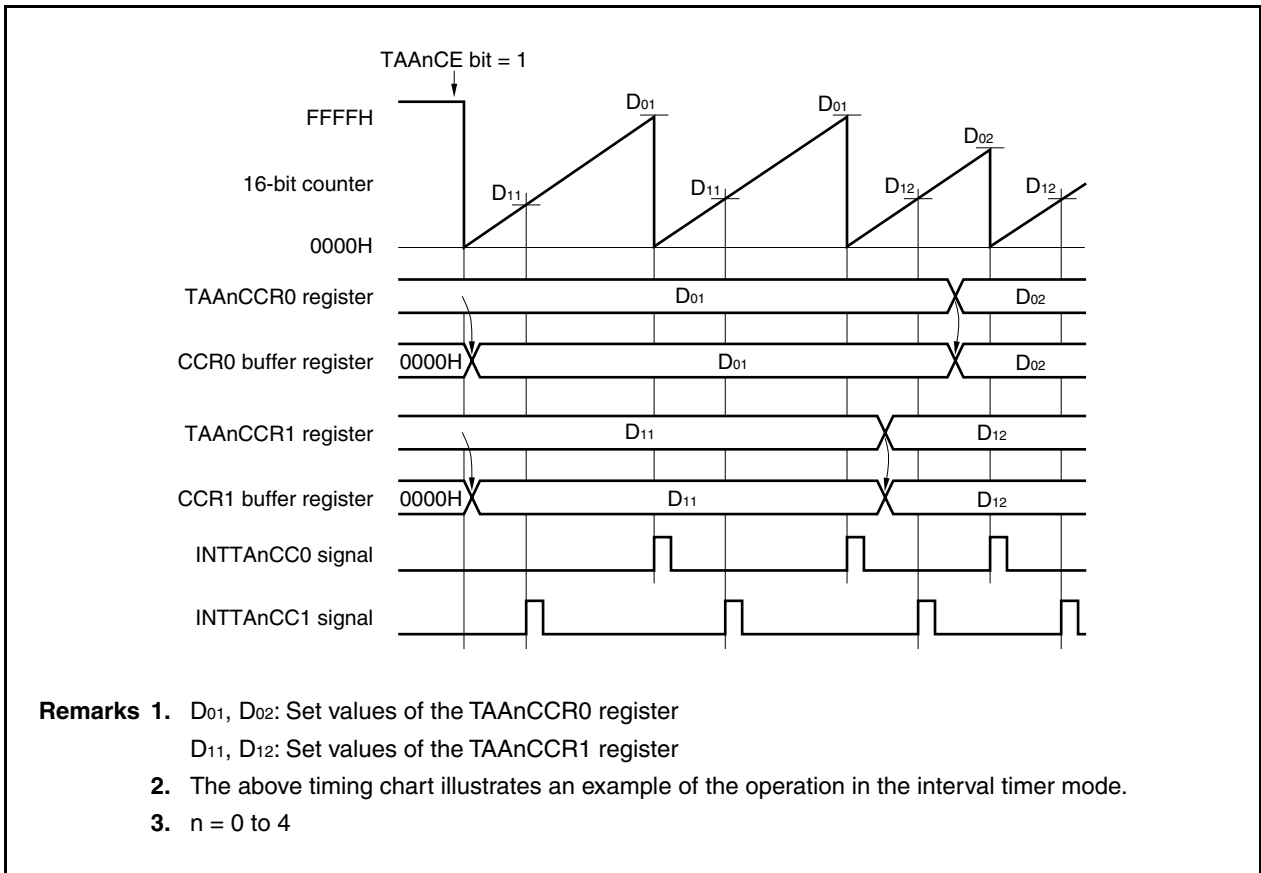 TAAnCE bit = 1
FFFFH
D01 D01
D02
16-bit counter
D11 D11 D12 D12
0000H
TAAnCCR0 register D01 D02
CCR0 buffer register 0000H D01 D02
TAAnCCR1 register D11 D12
CCR1 buffer register 0000H D11 D12
INTTAnCC0 signal
INTTAnCC1 signal
Remarks 1. D01, D02: Set values of the TAAnCCR0 register
D11, D12: Set values of the TAAnCCR1 register
2. The above timing chart illustrates an example of the operation in the interval timer mode.
3. n = 0 to 4